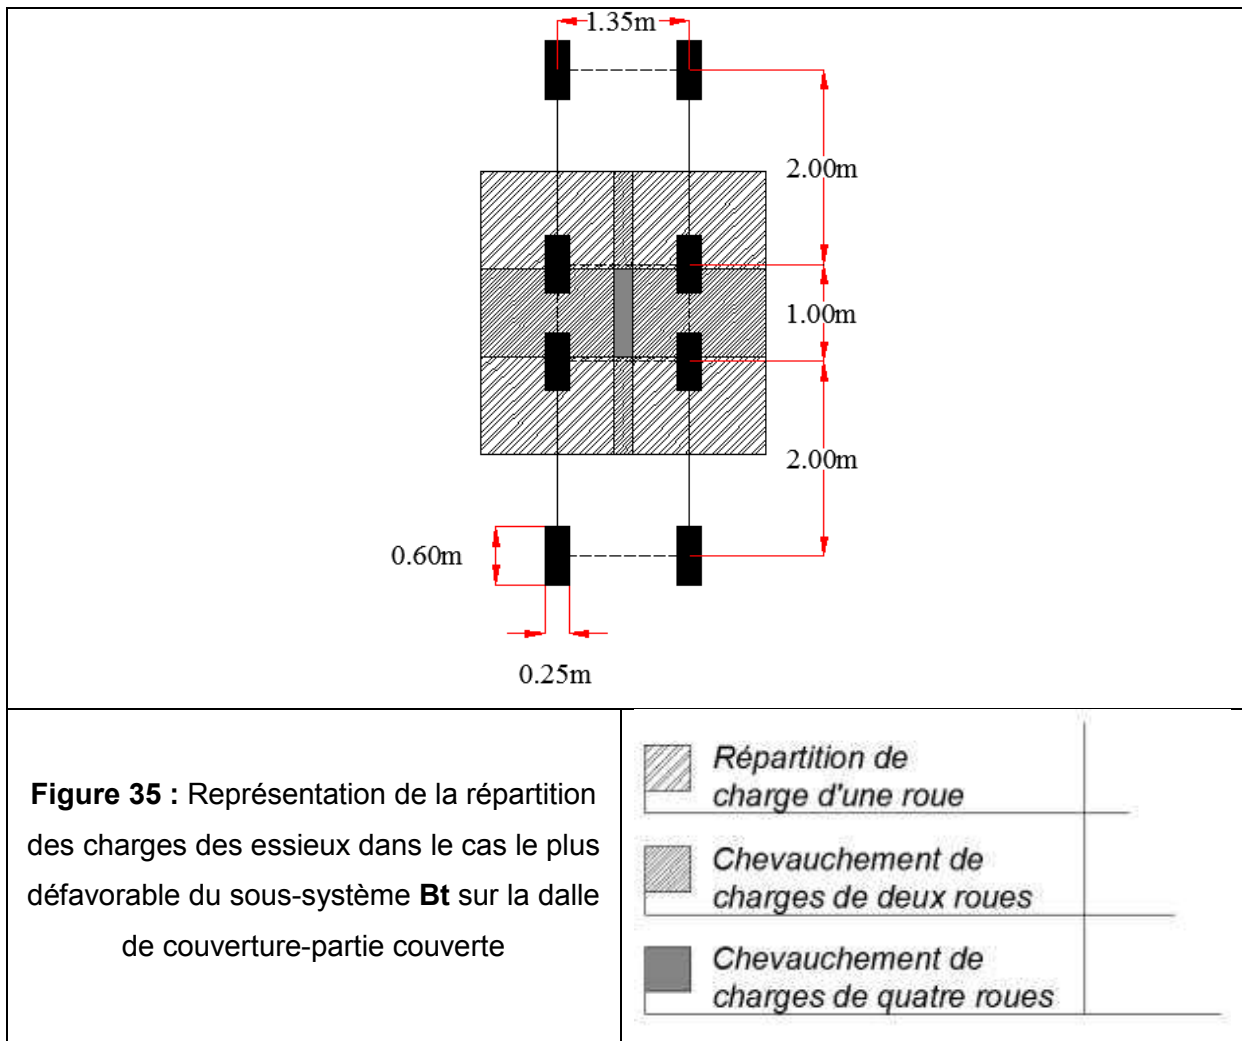 1.35m
2.00m
1.00m
2.00m
0.60m
0.25m
Figure 35 : Représentation de la répartition
des charges des essieux dans le cas le plus
défavorable du sous-système Bt sur la dalle
de couverture-partie couverte
Répartition de
charge d'une roue
Chevauchement de
charges de deux roues
Chevauchement de
charges de quatre roues